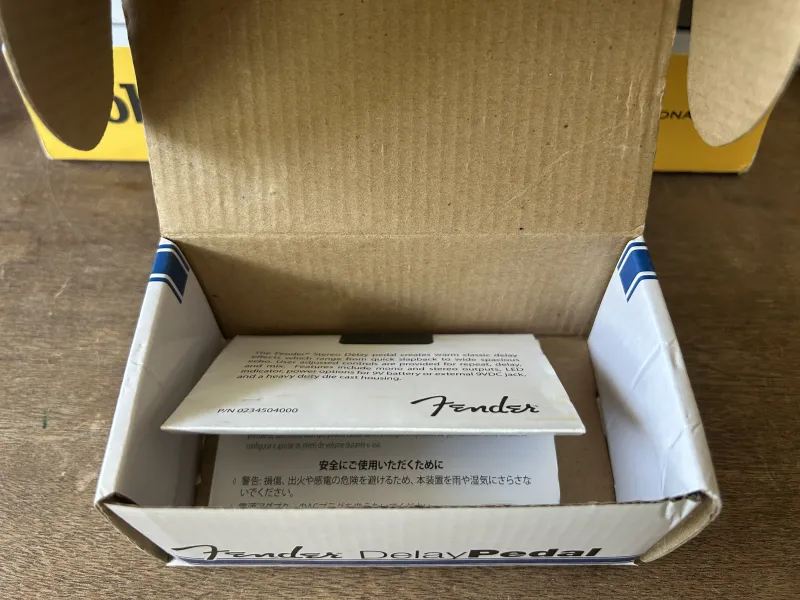 The Fender® Stereo Delay pedal creates warm classic delay
effects which range from quick slapback to wide spacious
echo. User adjusted controls are provided for repeat, delay,
and mix. Features include mono and stereo outputs, LED
indicator, power options for 9V battery or external 9VDC jack,
and a heavy duty die cast housing.
P/N 0234504000
Fender
安全にご使用いただくために
◊ 警告: 損傷、出火や感電の危険を避けるため、本装置を雨や湿気にさらさな
いでください。
Fender DelayPedal